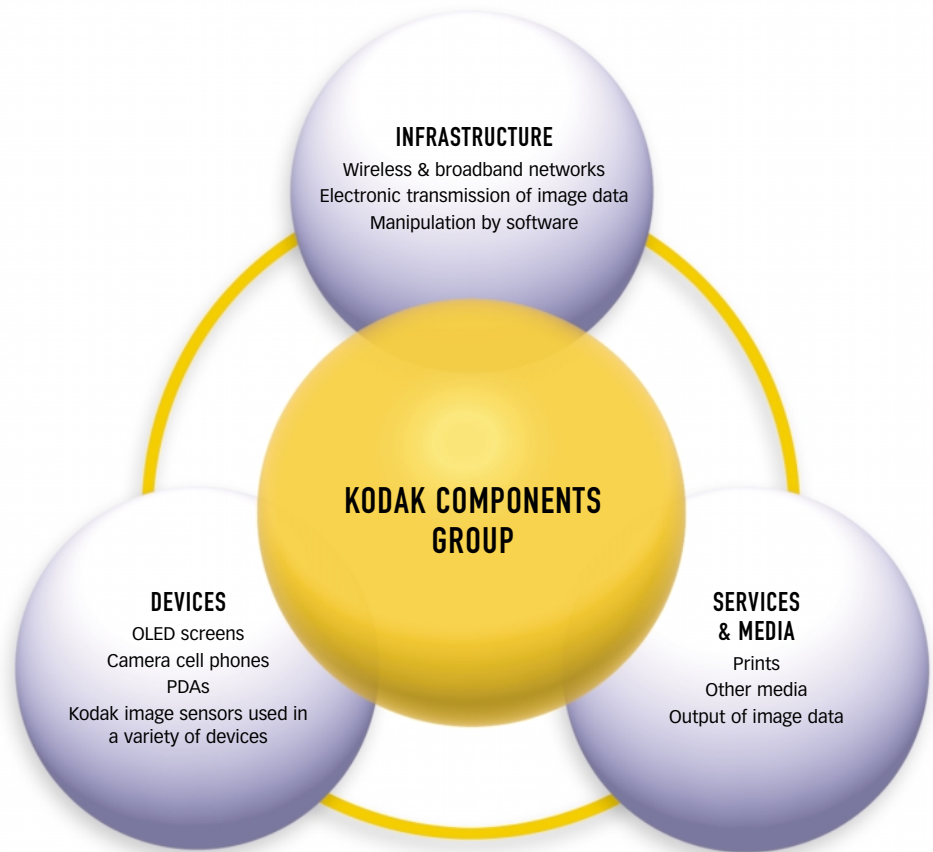 INFRASTRUCTURE
Wireless & broadband networks
Electronic transmission of image data
Manipulation by software
KODAK COMPONENTS
GROUP
DEVICES
OLED screens
Camera cell phones
PDAs
Kodak image sensors used in
a variety of devices
SERVICES
& MEDIA
Prints
Other media
Output of image data